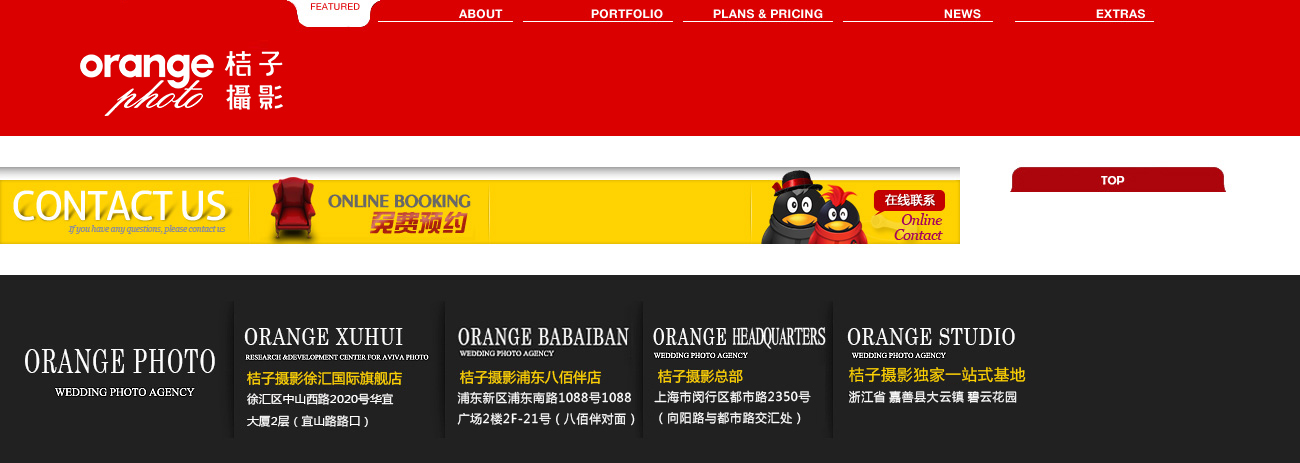 FEATURED
ABOUT
PORTFOLIO
PLANS & PRICING
NEWS
EXTRAS
orange 桔子
photo 攝影
CONTACT US
If you have any questions, please contact us
ONLINE BOOKING
免费预约
在线联系
Online
Contact
TOP
ORANGE PHOTO
WEDDING PHOTO AGENCY
ORANGE XUHUI
RESEARCH &DEVELOPMENT CENTER FOR AVIVA PHOTO
桔子摄影徐汇国际旗舰店
徐汇区中山西路2020号华宜
大厦2层（宜山路路口）
ORANGE BABAIBAN
WEDDING PHOTO AGENCY
桔子摄影浦东八佰伴店
浦东新区浦东南路1088号1088
广场2楼2F-21号（八佰伴对面）
ORANGE HEADQUARTERS
WEDDING PHOTO AGENCY
桔子摄影总部
上海市闵行区都市路2350号
（向阳路与都市路交汇处）
ORANGE STUDIO
WEDDING PHOTO AGENCY
桔子摄影独家一站式基地
浙江省 嘉善县大云镇 碧云花园